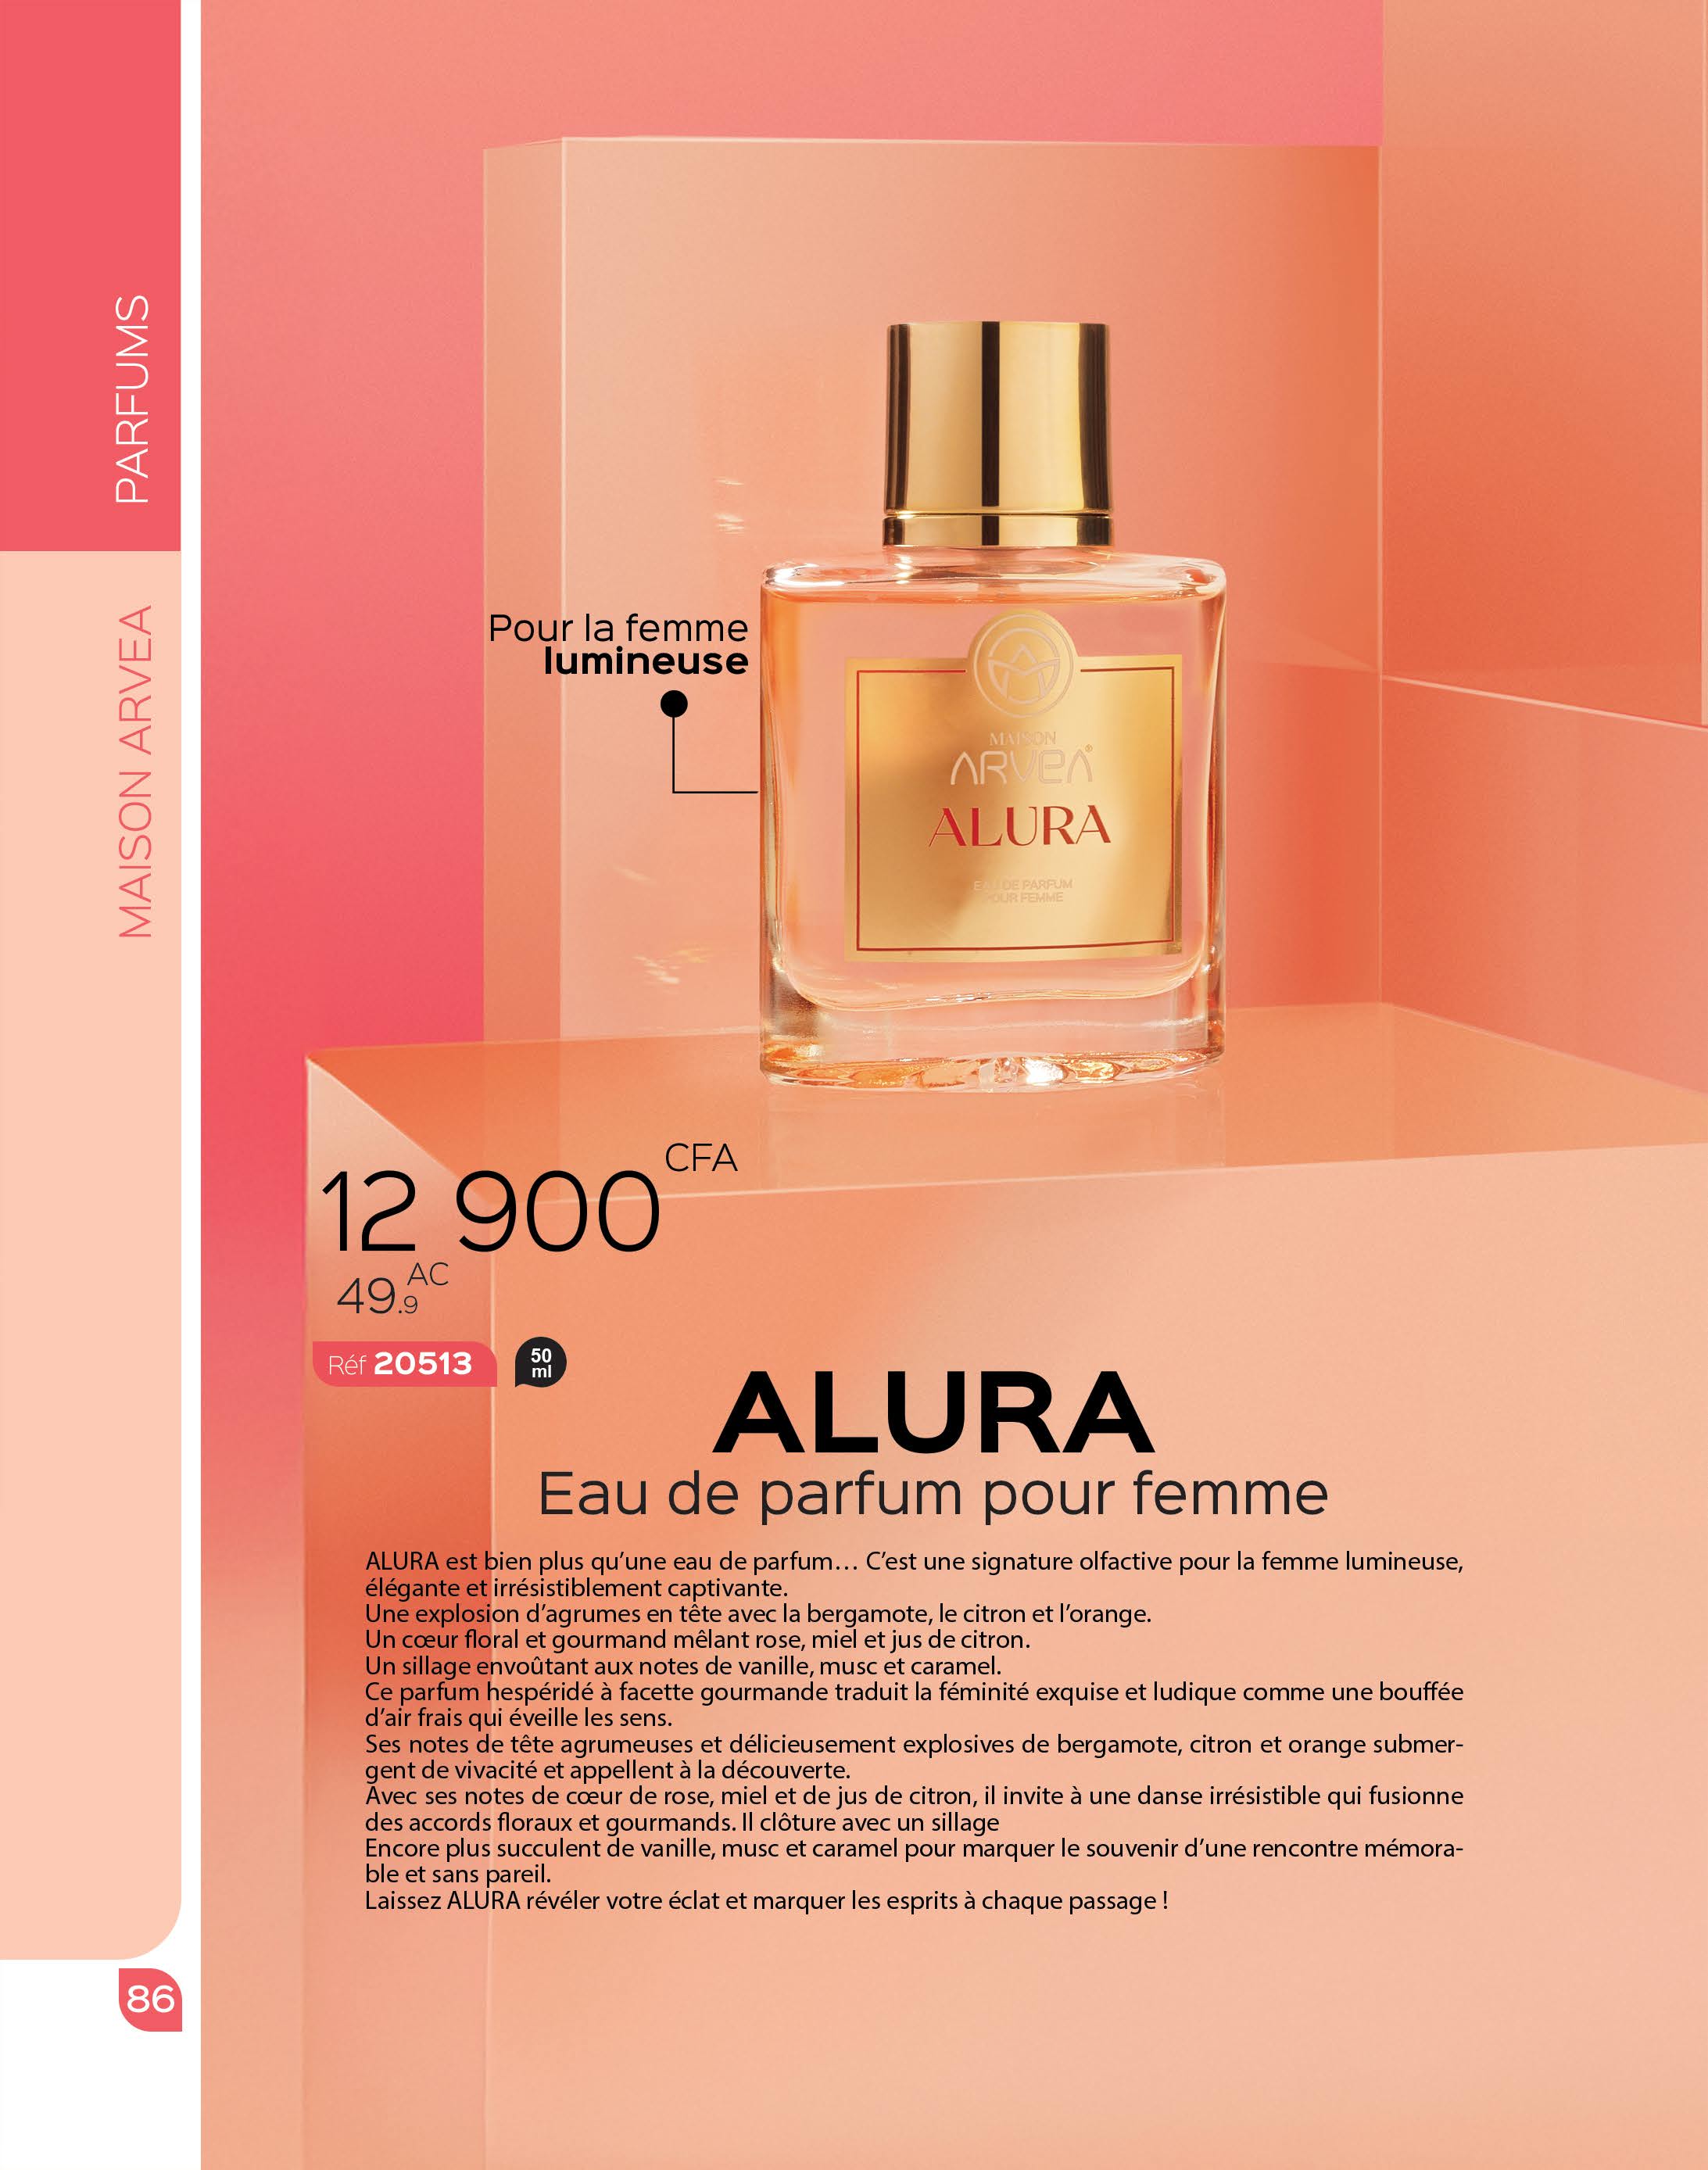 PARFUMS
MAISON ARVEA
Pour la femme
lumineuse
MAISON
ARVEA®
ALURA
EAU DE PARFUM
POUR FEMME
12 900 CFA
49.9 AC
Réf 20513
50
ml
ALURA
Eau de parfum pour femme
ALURA est bien plus qu’une eau de parfum… C’est une signature olfactive pour la femme lumineuse,
élégante et irrésistiblement captivante.
Une explosion d’agrumes en tête avec la bergamote, le citron et l’orange.
Un cœur floral et gourmand mêlant rose, miel et jus de citron.
Un sillage envoûtant aux notes de vanille, musc et caramel.
Ce parfum hespéridé à facette gourmande traduit la féminité exquise et ludique comme une bouffée
d’air frais qui éveille les sens.
Ses notes de tête agrumeuses et délicieusement explosives de bergamote, citron et orange submer-
gent de vivacité et appellent à la découverte.
Avec ses notes de cœur de rose, miel et de jus de citron, il invite à une danse irrésistible qui fusionne
des accords floraux et gourmands. Il clôture avec un sillage
Encore plus succulent de vanille, musc et caramel pour marquer le souvenir d’une rencontre mémora-
ble et sans pareil.
Laissez ALURA révéler votre éclat et marquer les esprits à chaque passage !
86